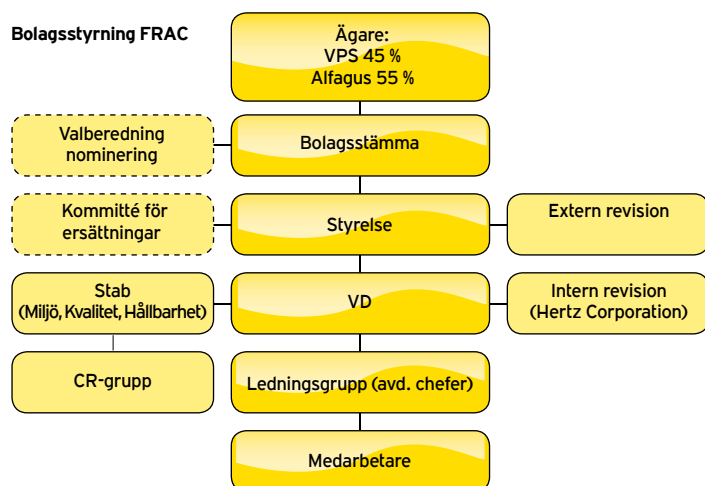 Bolagsstyrning FRAC
Ägare:
VPS 45 %
Alfagus 55 %
Valberedning
nominering
Bolagsstämma
Kommitté för
ersättningar
Styrelse
Extern revision
Stab
(Miljö, Kvalitet, Hållbarhet)
VD
Intern revision
(Hertz Corporation)
CR-grupp
Ledningsgrupp (avd. chefer)
Medarbetare